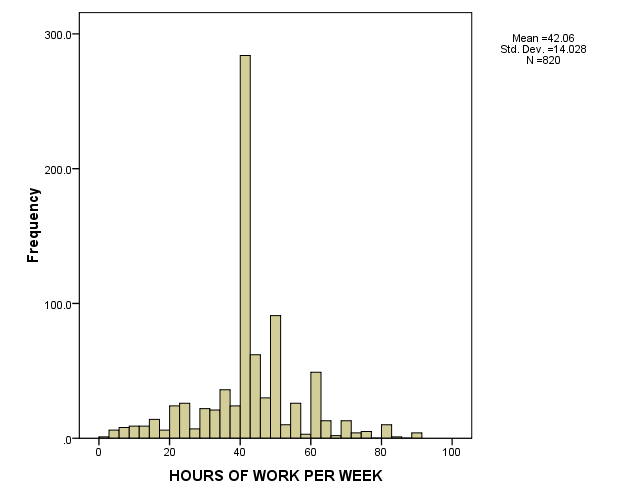 Mean =42.06
Std. Dev. =14.028
N =820
300.0
200.0
100.0
.0
Frequency
0 20 40 60 80 100
HOURS OF WORK PER WEEK